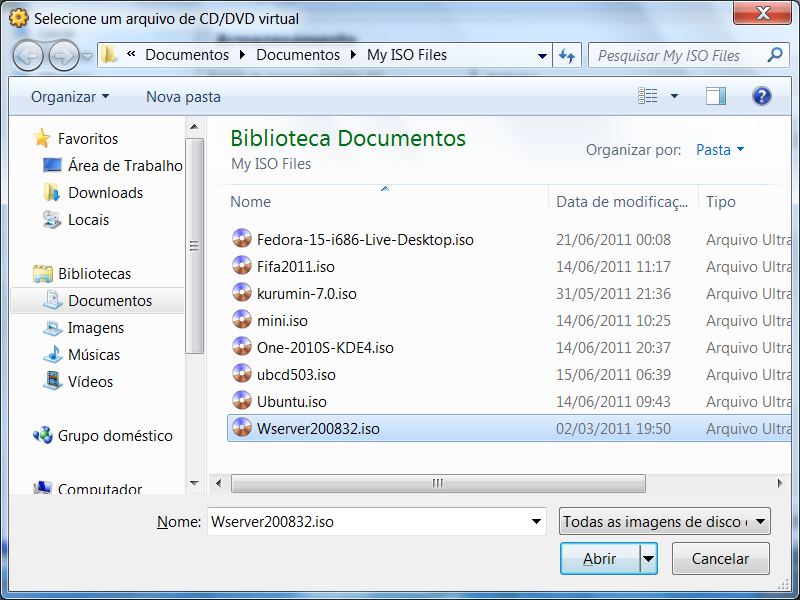 Selecione um arquivo de CD/DVD virtual
« Documentos Documentos My ISO Files
Pesquisar My ISO Files
Organizar Nova pasta
Favoritos
Área de Trabalho
Downloads
Locais
Bibliotecas
Documentos
Imagens
Músicas
Vídeos
Grupo doméstico
Computador
Biblioteca Documentos
My ISO Files
Organizar por: Pasta
Nome Data de modificaç... Tipo
Fedora-15-i686-Live-Desktop.iso 21/06/2011 00:08 Arquivo Ultra
Fifa2011.iso 14/06/2011 11:17 Arquivo Ultra
kurumin-7.0.iso 31/05/2011 21:36 Arquivo Ultra
mini.iso 14/06/2011 10:25 Arquivo Ultra
One-2010S-KDE4.iso 14/06/2011 20:37 Arquivo Ultra
ubcd503.iso 15/06/2011 06:39 Arquivo Ultra
Ubuntu.iso 14/06/2011 09:43 Arquivo Ultra
Wserver200832.iso 02/03/2011 19:50 Arquivo Ultra
Nome: Wserver200832.iso
Todas as imagens de disco (
Abrir Cancelar